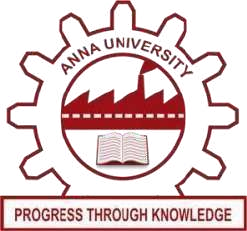 ANNA UNIVERSITY
PROGRESS THROUGH KNOWLEDGE